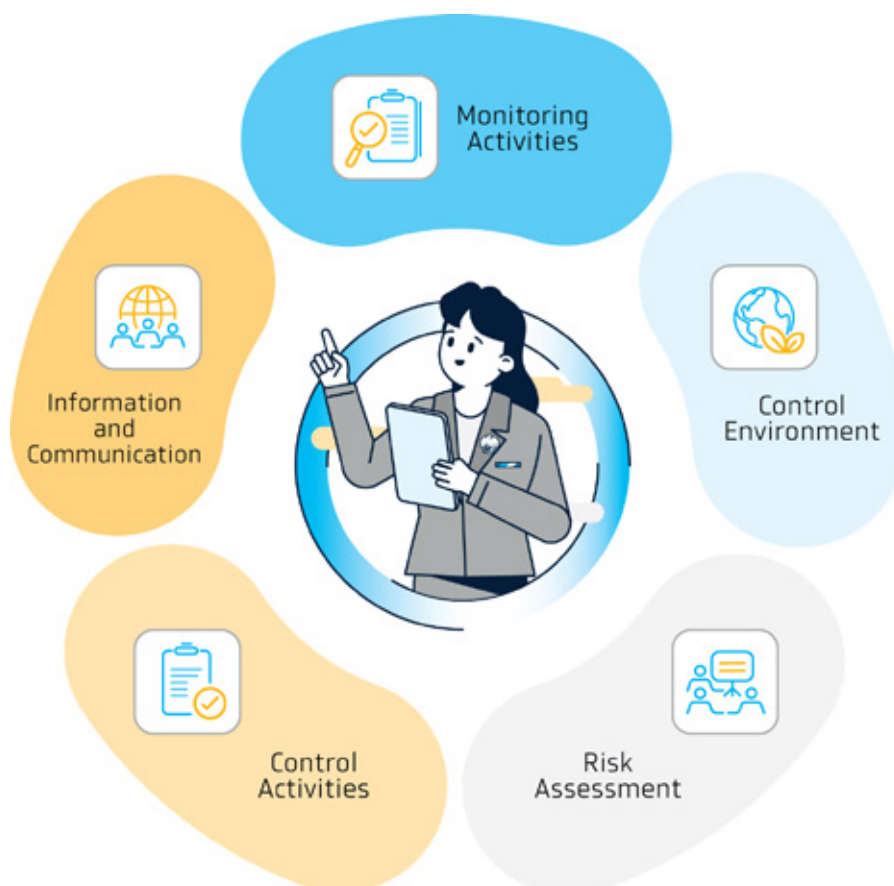 Monitoring
Activities
Control
Environment
Risk
Assessment
Control
Activities
Information
and
Communication